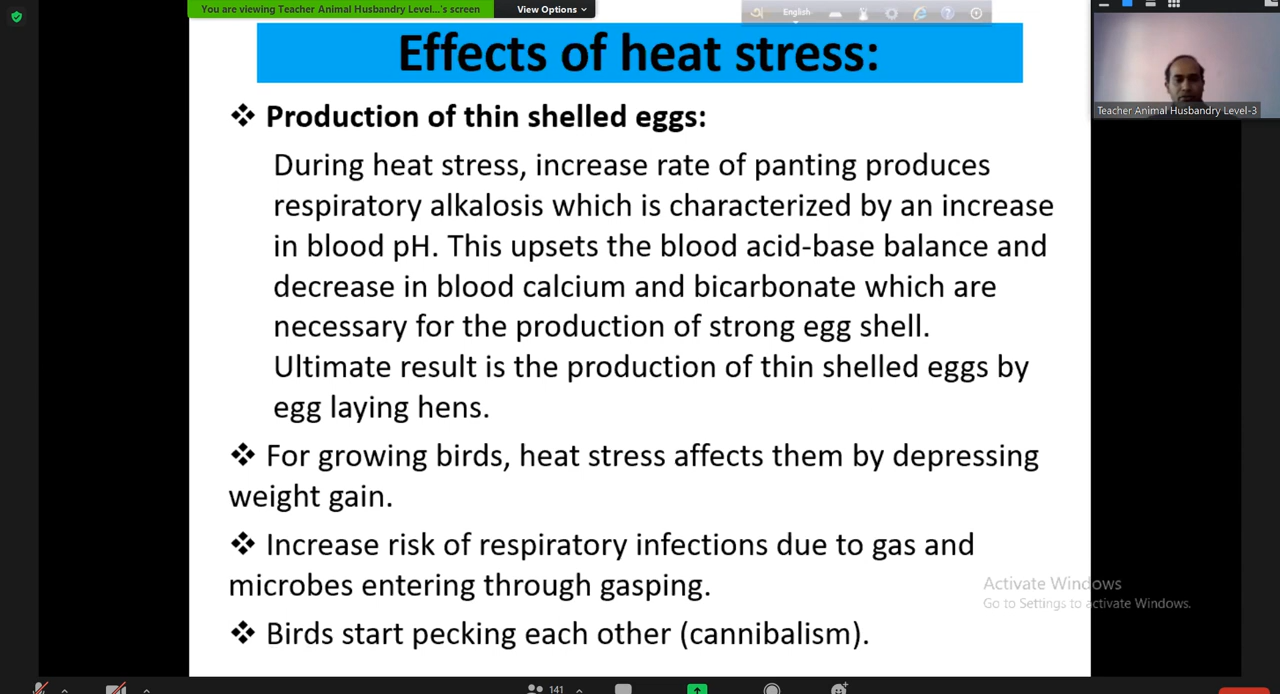 You are viewing Teacher Animal Husbandry Level...'s screen
View Options
English
Effects of heat stress:
Teacher Animal Husbandry Level-3
❖ Production of thin shelled eggs:
During heat stress, increase rate of panting produces
respiratory alkalosis which is characterized by an increase
in blood pH. This upsets the blood acid-base balance and
decrease in blood calcium and bicarbonate which are
necessary for the production of strong egg shell.
Ultimate result is the production of thin shelled eggs by
egg laying hens.
❖ For growing birds, heat stress affects them by depressing
weight gain.
❖ Increase risk of respiratory infections due to gas and
microbes entering through gasping.
❖ Birds start pecking each other (cannibalism).
Activate Windows
Go to Settings to activate Windows.
141